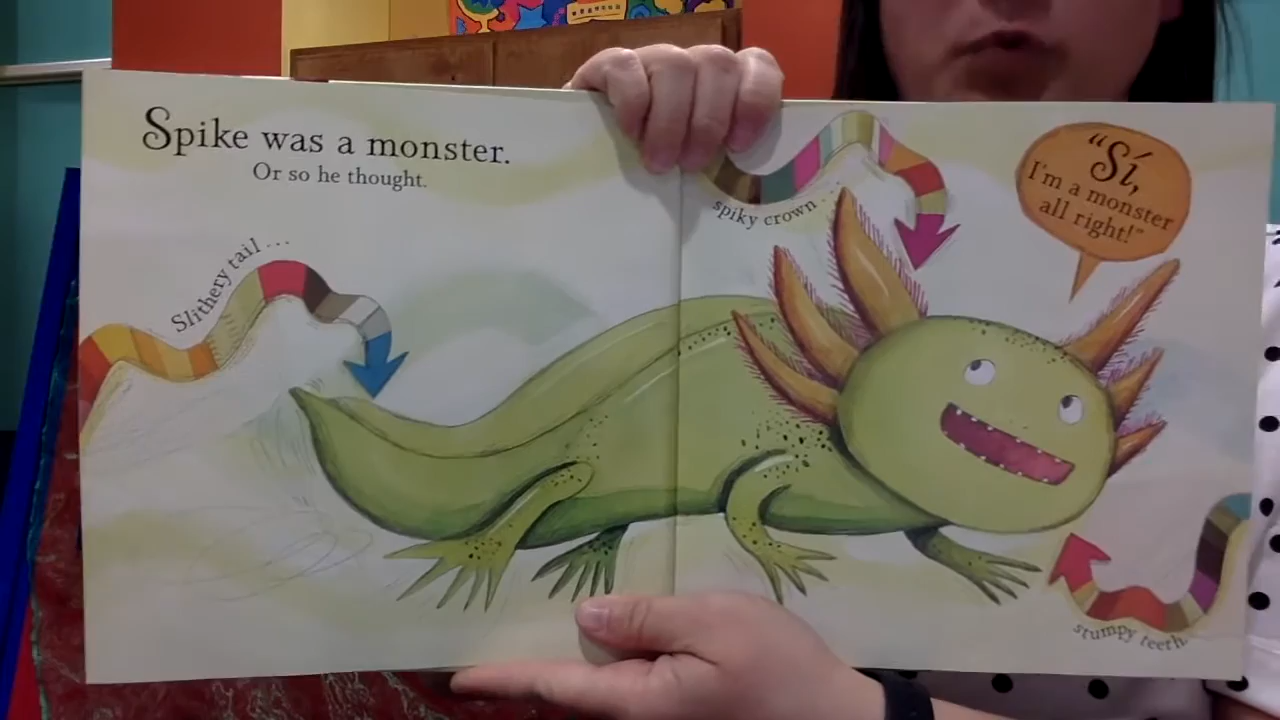 Spike was a monster.
Or so he thought.
Slithery tail...
spiky crown
"Sí,
I'm a monster
all right!"
stumpy teeth.